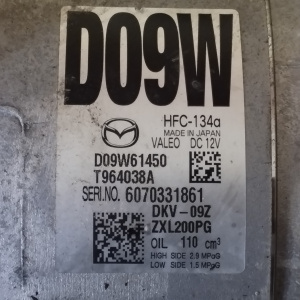 D09W
HFC-134a
MADE IN JAPAN
VALEO DC 12V
D09W61450
T964038A
SERI.NO. 6070331861
DKV-09Z
ZXL200PG
OIL 110 cm³
HIGH SIDE 2.9 MPaG
LOW SIDE 1.5 MPaG